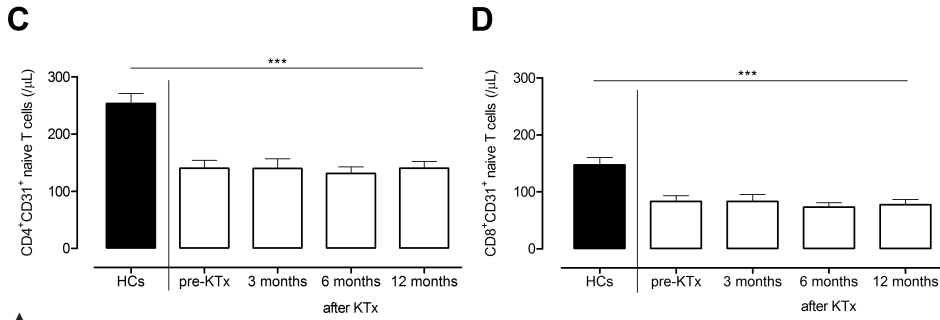 C
***
CD4+CD31+ naive T cells (/µL)
300
200
100
0
HCs pre-KTx 3 months 6 months 12 months
after KTx
D
***
CD8+CD31+ naive T cells (/µL)
300
200
100
0
HCs pre-KTx 3 months 6 months 12 months
after KTx